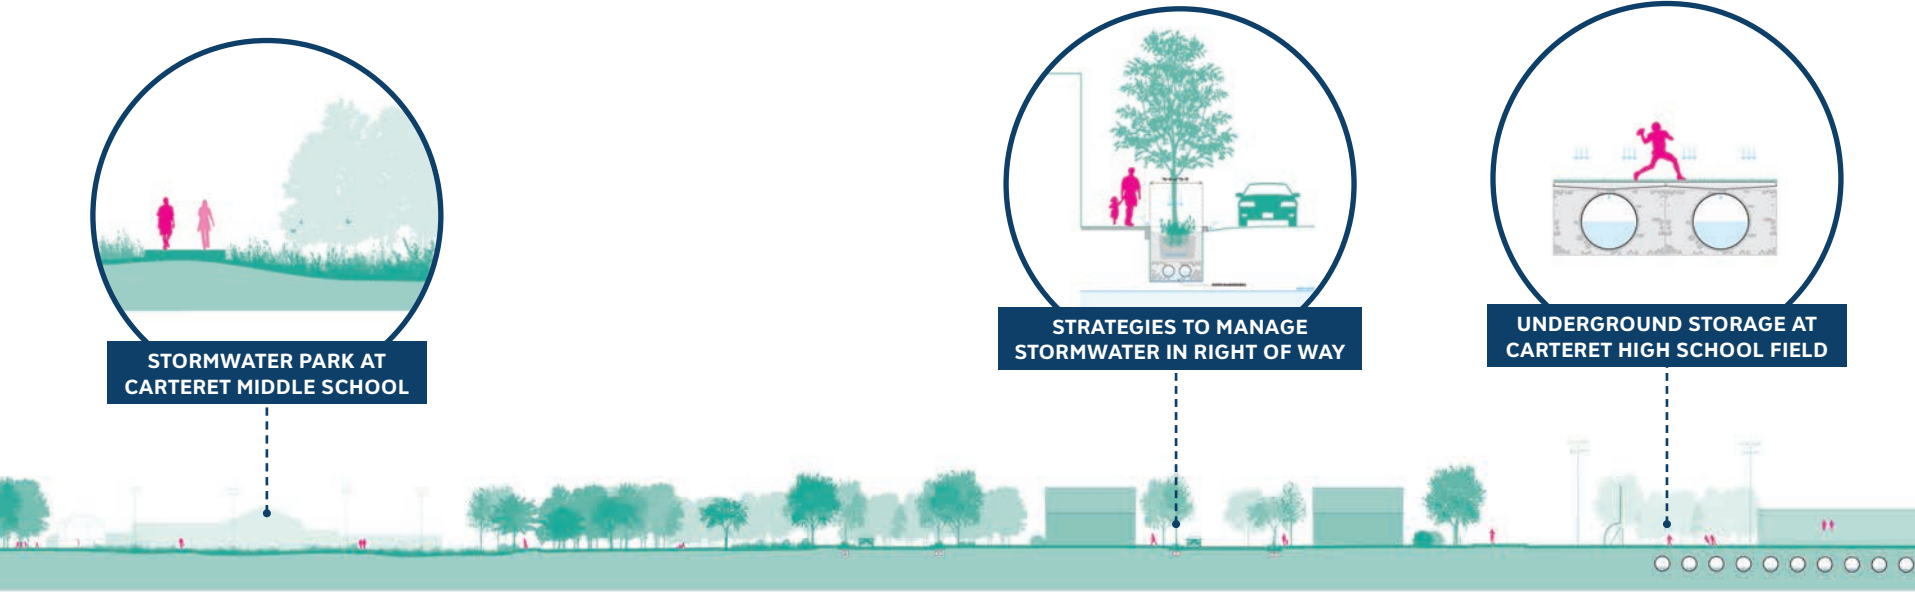 STORMWATER PARK AT
CARTERET MIDDLE SCHOOL
STRATEGIES TO MANAGE
STORMWATER IN RIGHT OF WAY
UNDERGROUND STORAGE AT
CARTERET HIGH SCHOOL FIELD